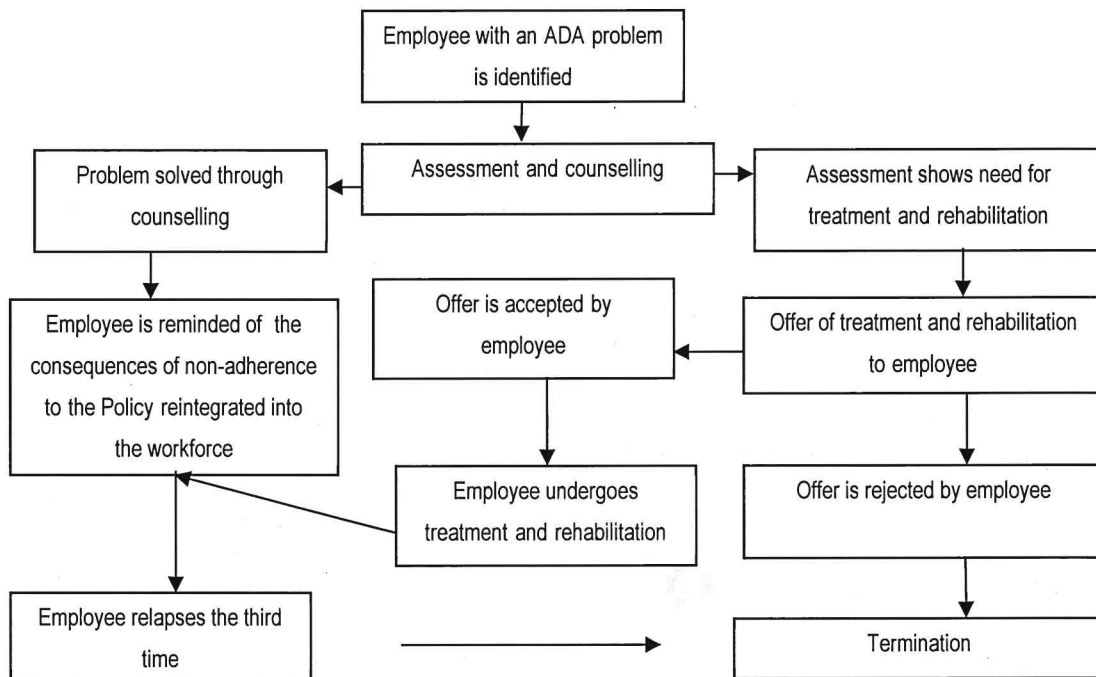 Employee with an ADA problem
is identified
Problem solved through
counselling
Assessment and counselling
Assessment shows need for
treatment and rehabilitation
Employee is reminded of the
consequences of non-adherence
to the Policy reintegrated into
the workforce
Offer is accepted by
employee
Offer of treatment and rehabilitation
to employee
Employee undergoes
treatment and rehabilitation
Offer is rejected by employee
Employee relapses the third
time
Termination